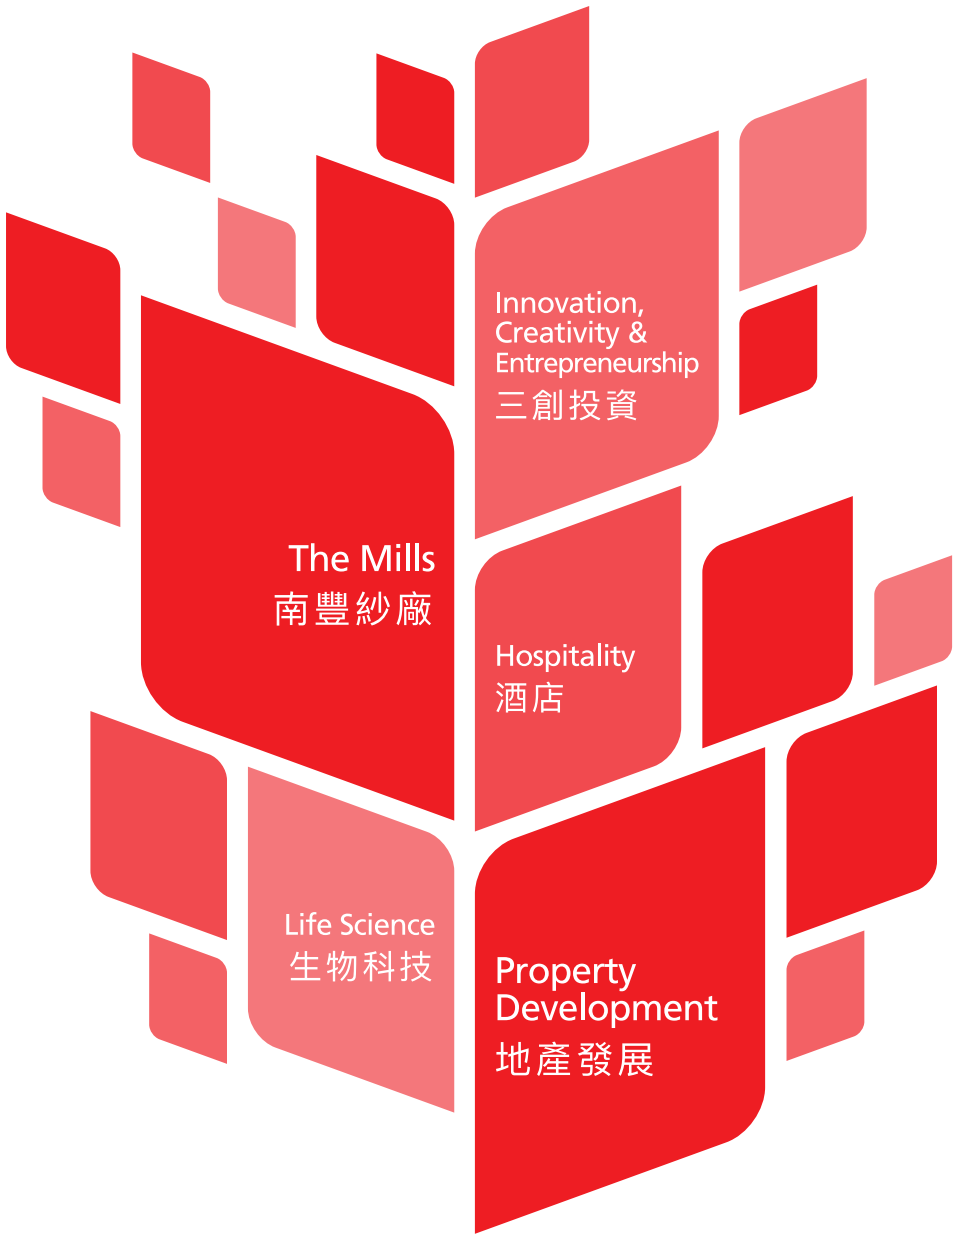 Innovation,
Creativity &
Entrepreneurship
三創投資
The Mills
南豐紗廠
Hospitality
酒店
Life Science
生物科技
Property
Development
地產發展